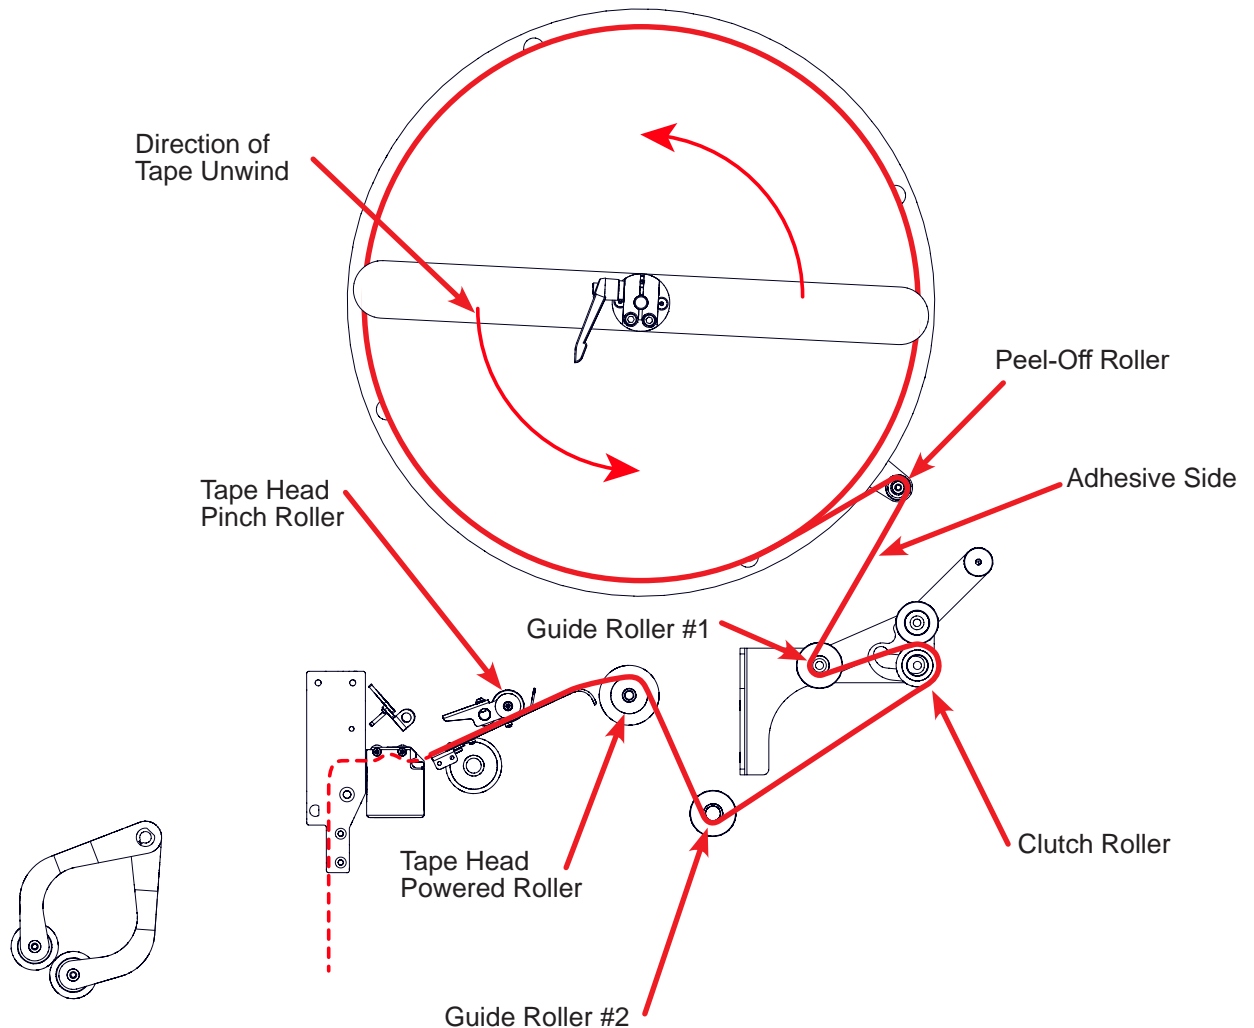 Direction of
Tape Unwind
Peel-Off Roller
Adhesive Side
Tape Head
Pinch Roller
Guide Roller #1
Clutch Roller
Tape Head
Powered Roller
Guide Roller #2